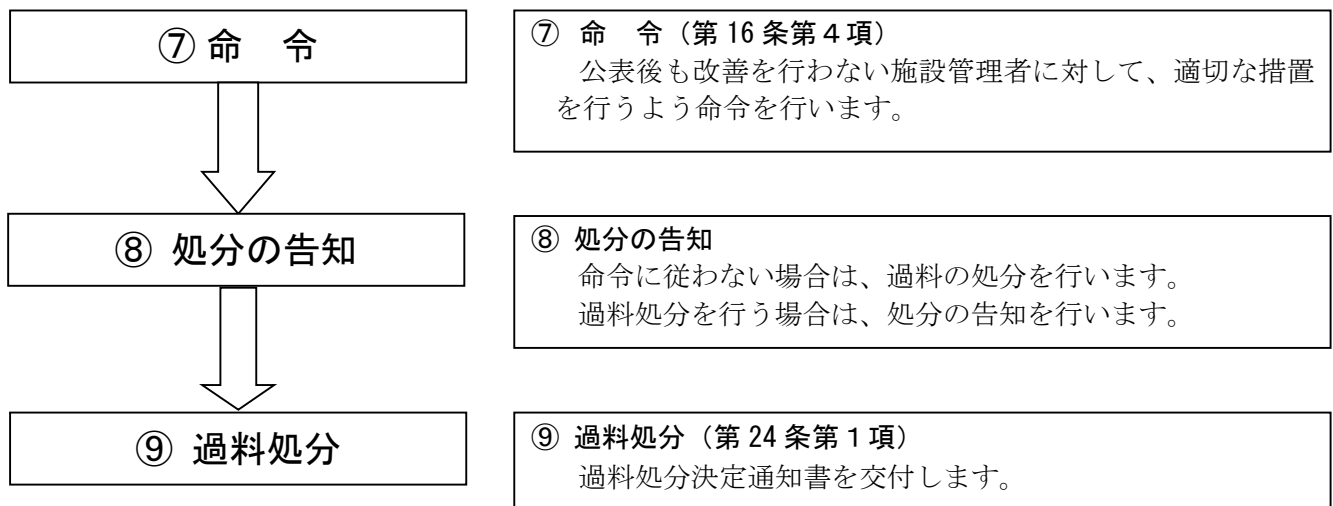 ⑦ 命　令
⑦ 命　令（第16条第４項）
公表後も改善を行わない施設管理者に対して、適切な措置
を行うよう命令を行います。
⑧ 処分の告知
⑧ 処分の告知
命令に従わない場合は、過料の処分を行います。
過料処分を行う場合は、処分の告知を行います。
⑨ 過料処分
⑨ 過料処分（第24条第１項）
過料処分決定通知書を交付します。